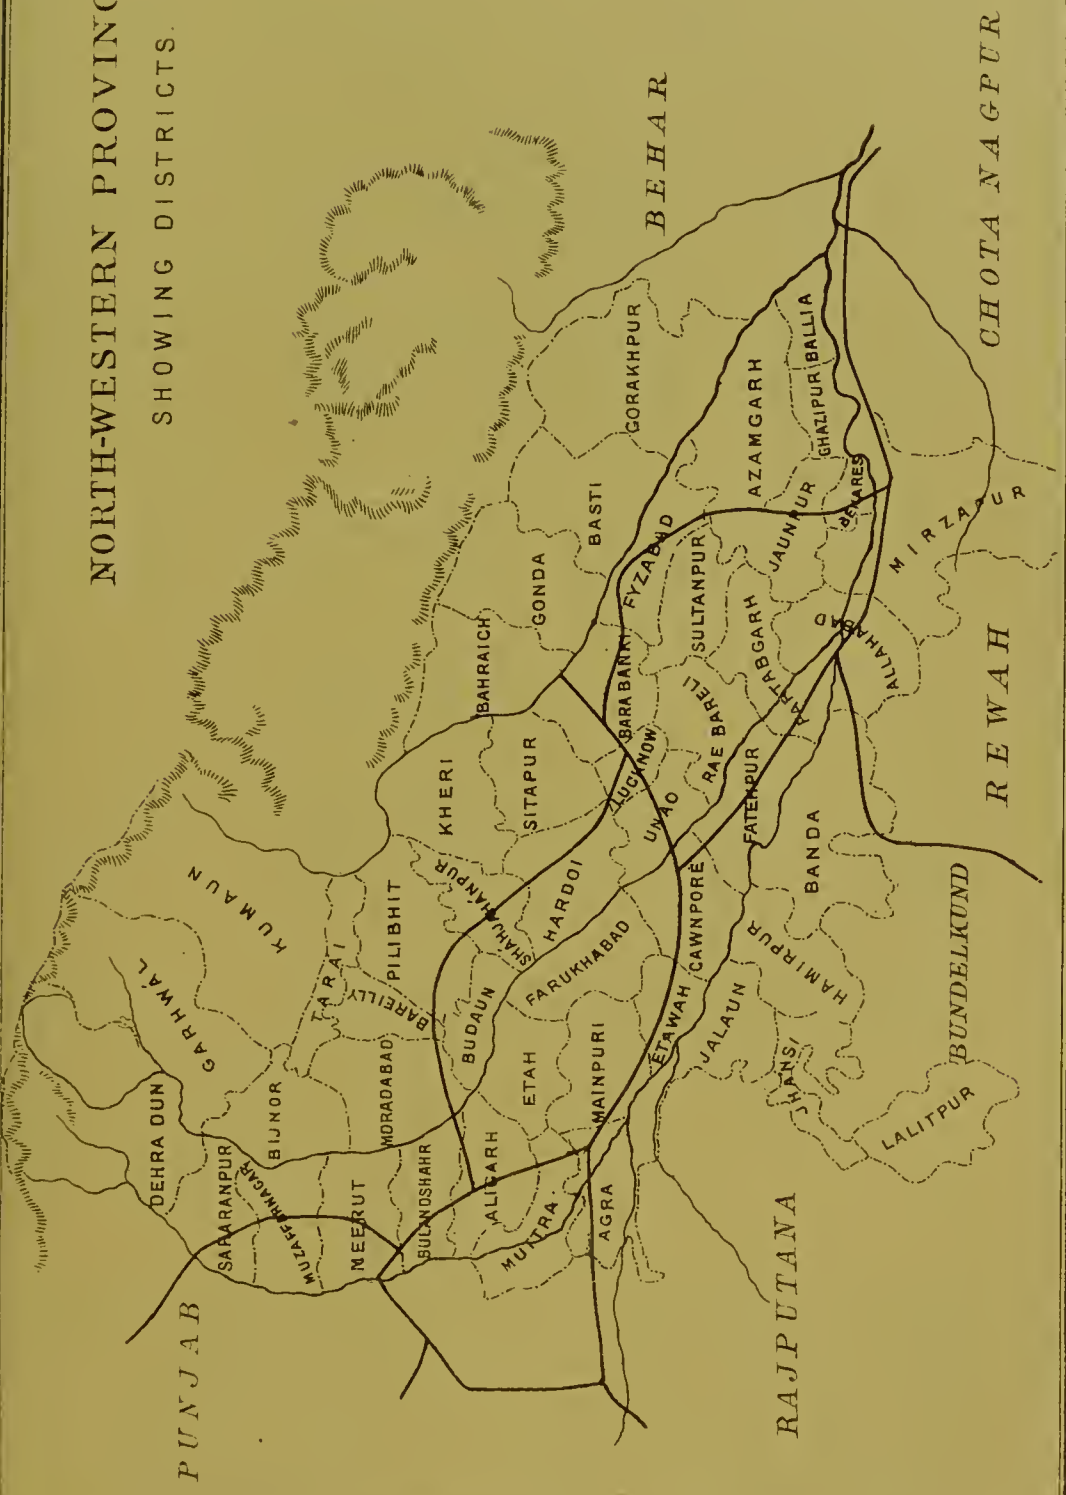 NORTH-WESTERN PROVINC
SHOWING DISTRICTS.
PUNJAB
DEHRA DUN
GARHWÁL
KUMAUN
SAHARANPUR
MUZAFFERNAGAR
BIJNOR
TARAI
MEERUT
MORADABAD
BAREILLY
PILIBHIT
BULANDSHAHR
BUDAUN
SHAHJAHÁNPUR
KHERI
BAHRAICH
ALIGARH
ETAH
HARDOI
SITAPUR
GONDA
BASTI
GORAKHPUR
BEHAR
MUTTRA
AGRA
MAINPURI
FARUKHABAD
UNAO
LUCKNOW
BARA BANKI
FYZABAD
ETAWAH
CAWNPORE
RAE BARELI
SULTANPUR
AZAMGARH
JALAUN
FATEHPUR
PARTABGARH
JAUNPUR
GHAZIPUR
BALLIA
JHANSI
HAMIRPUR
BANDA
ALLAHABAD
BENARES
MIRZAPUR
LALITPUR
RAJPUTANA
BUNDELKUND
REWAH
CHOTA NAGPUR